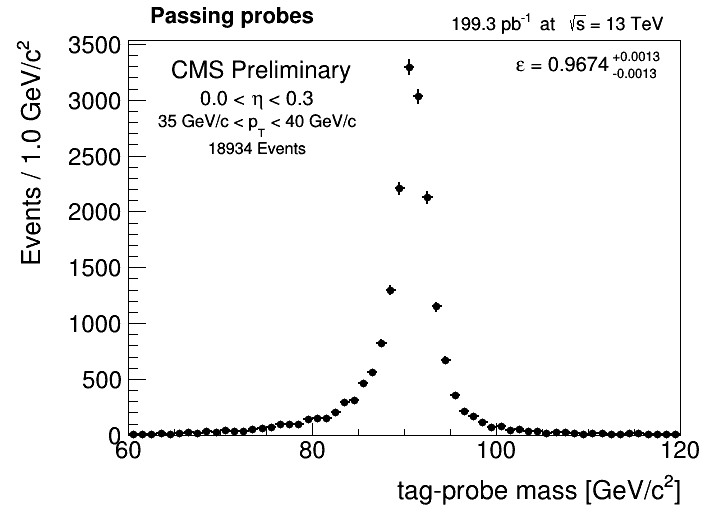 Passing probes
199.3 pb⁻¹ at √s = 13 TeV
CMS Preliminary
0.0 < η < 0.3
35 GeV/c < p_T < 40 GeV/c
18934 Events
ε = 0.9674 +0.0013 -0.0013
Events / 1.0 GeV/c²
3500
3000
2500
2000
1500
1000
500
0
60 80 100 120
tag-probe mass [GeV/c²]